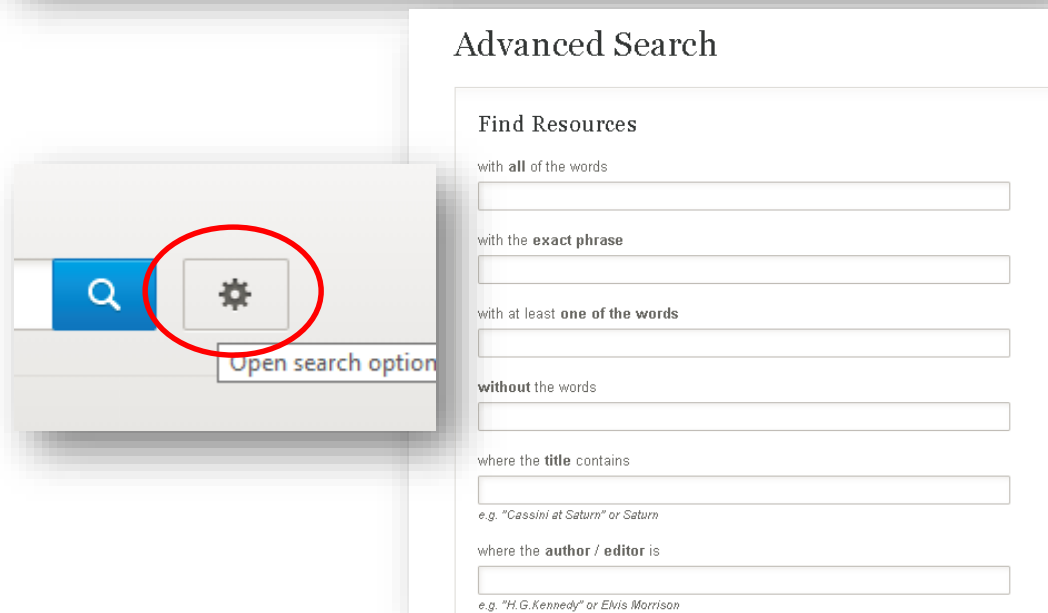 Advanced Search
Find Resources
with all of the words
with the exact phrase
with at least one of the words
without the words
where the title contains
e.g. "Cassini at Saturn" or Saturn
where the author / editor is
e.g. "H.G.Kennedy" or Elvis Morrison
Open search option